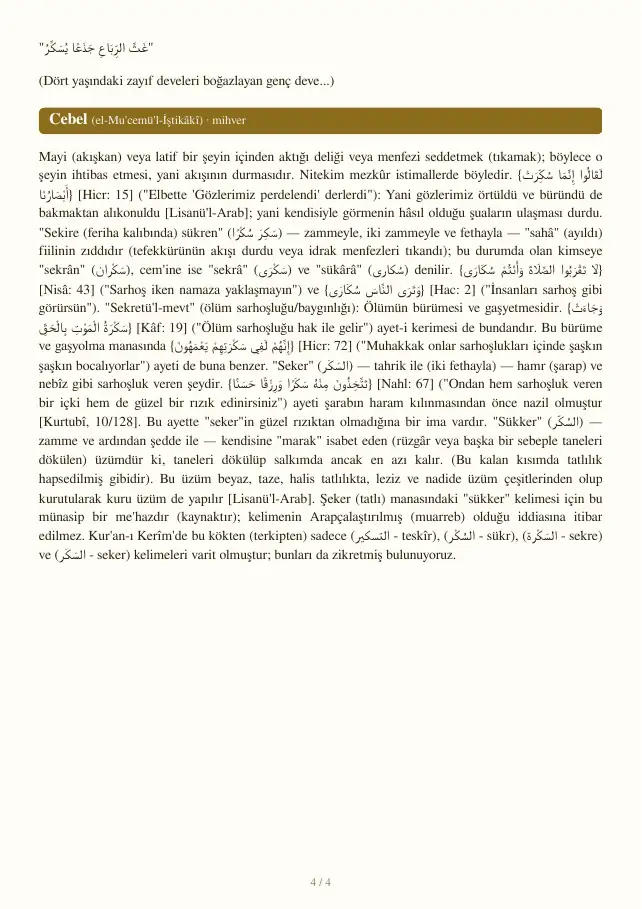 "غَثَّ الرِّبَاعِ جَذَعًا يُسَكِّرُ"
(Dört yaşındaki zayıf develeri boğazlayan genç deve...)
Cebel (el-Mu'cemü'l-İştikâkî) · mihver
Mayi (akışkan) veya latif bir şeyin içinden aktığı deliği veya menfezi seddetmek (tıkamak); böylece o
şeyin ihtibas etmesi, yani akışının durmasıdır. Nitekim mezkûr istimallerde böyledir. {لَقَالُوا إِنَّمَا سُكِّرَتْ
أَبْصَارُنَا} [Hicr: 15] ("Elbette 'Gözlerimiz perdelendi' derlerdi"): Yani gözlerimiz örtüldü ve büründü de
bakmaktan alıkonuldu [Lisanü'l-Arab]; yani kendisiyle görmenin hâsıl olduğu şuaların ulaşması durdu.
"Sekire (feriha kalıbında) sükren" (سَكِرَ سُكْرًا) — zammeyle, iki zammeyle ve fethayla — "sahâ" (ayıldı)
fiilinin zıddıdır (tefekkürünün akışı durdu veya idrak menfezleri tıkandı); bu durumda olan kimseye
"sekrân" (سَكْران), cem'ine ise "sekrâ" (سَكْرَى) ve "sükârâ" (سُكارى) denilir. {لَا تَقْرَبُوا الصَّلَاةَ وَأَنْتُمْ سُكَارَى}
[Nisâ: 43] ("Sarhoş iken namaza yaklaşmayın") ve {وَتَرَى النَّاسَ سُكَارَى} [Hac: 2] ("İnsanları sarhoş gibi
görürsün"). "Sekretü'l-mevt" (ölüm sarhoşluğu/baygınlığı): Ölümün bürümesi ve gaşyetmesidir. {وَجَاءَتْ
سَكْرَةُ الْمَوْتِ بِالْحَقِّ} [Kâf: 19] ("Ölüm sarhoşluğu hak ile gelir") ayet-i kerimesi de bundandır. Bu bürüme
ve gaşyolma manasında {إِنَّهُمْ لَفِي سَكْرَتِهِمْ يَعْمَهُونَ} [Hicr: 72] ("Muhakkak onlar sarhoşlukları içinde şaşkın
şaşkın bocalıyorlar") ayeti de buna benzer. "Seker" (السَكَر) — tahrik ile (iki fethayla) — hamr (şarap) ve
nebîz gibi sarhoşluk veren şeydir. {تَتَّخِذُونَ مِنْهُ سَكَرًا وَرِزْقًا حَسَنًا} [Nahl: 67] ("Ondan hem sarhoşluk veren
bir içki hem de güzel bir rızık edinirsiniz") ayeti şarabın haram kılınmasından önce nazil olmuştur
[Kurtubî, 10/128]. Bu ayette "seker"in güzel rızıktan olmadığına bir ima vardır. "Sükker" (السُكَّر) —
zamme ve ardından şedde ile — kendisine "marak" isabet eden (rüzgâr veya başka bir sebeple taneleri
dökülen) üzümdür ki, taneleri dökülüp salkımda ancak en azı kalır. (Bu kalan kısımda tatlılık
hapsedilmiş gibidir). Bu üzüm beyaz, taze, halis tatlılıkta, leziz ve nadide üzüm çeşitlerinden olup
kurutularak kuru üzüm de yapılır [Lisanü'l-Arab]. Şeker (tatlı) manasındaki "sükker" kelimesi için bu
münasip bir me'hazdır (kaynaktır); kelimenin Arapçalaştırılmış (muarreb) olduğu iddiasına itibar
edilmez. Kur'an-ı Kerîm'de bu kökten (terkipten) sadece (التسكير - teskîr), (السُكْر - sükr), (السَكْرة - sekre)
ve (السَكَر - seker) kelimeleri varit olmuştur; bunları da zikretmiş bulunuyoruz.
4 / 4